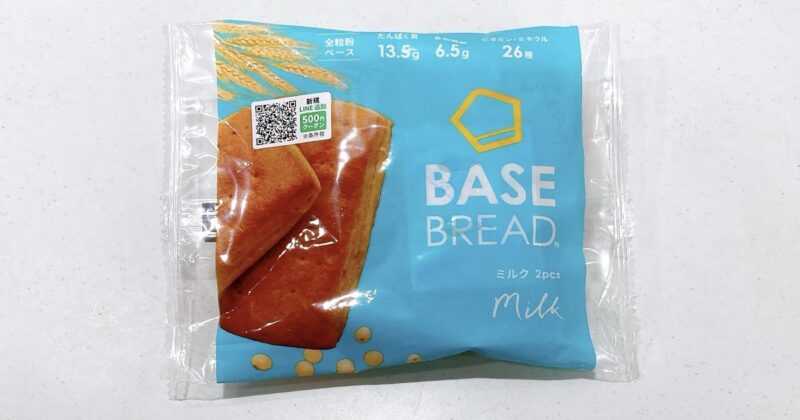 全粒粉
ベース
たんぱく質
13.5g
6.5g
ビタミン・ミネラル
26種
新規
LINE追加
500円
クーポン
※条件有
BASE
BREAD®
ミルク 2pcs
Milk